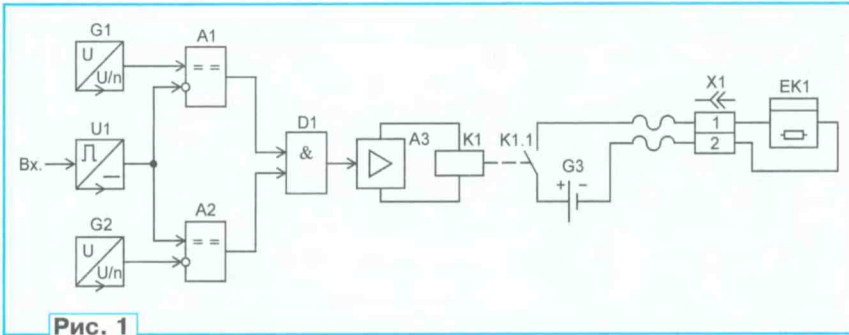 G1
U
U/n
A1
= =
U1
Вх.
G2
U
U/n
A2
= =
D1
&
A3
K1
K1.1
G3
+
−
X1
1
2
EK1
Рис. 1